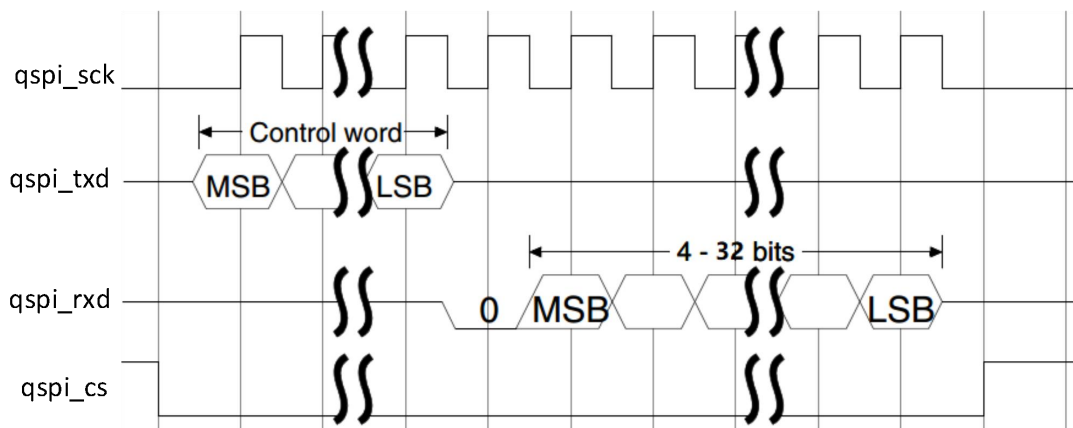 qspi_sck
Control word
qspi_txd
MSB
LSB
4 - 32 bits
qspi_rxd
0
MSB
LSB
qspi_cs